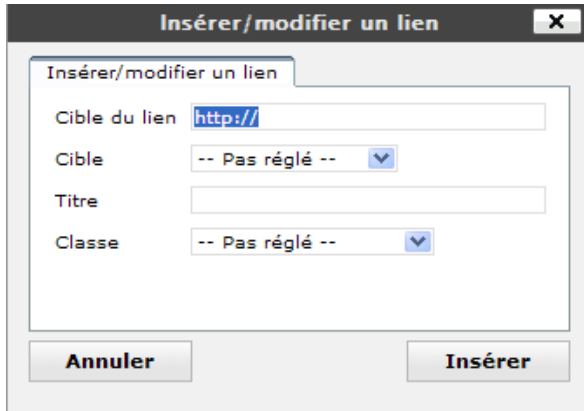 Insérer/modifier un lien X
Insérer/modifier un lien
Cible du lien http://
Cible -- Pas réglé --
Titre
Classe -- Pas réglé --
Annuler Insérer